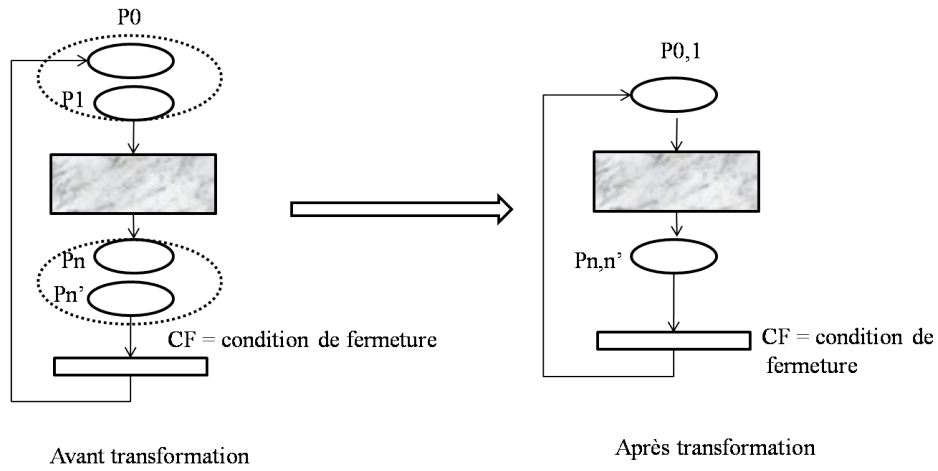 P0
P1
Pn
Pn’
CF = condition de fermeture
Avant transformation
P0,1
Pn,n’
CF = condition de
fermeture
Après transformation